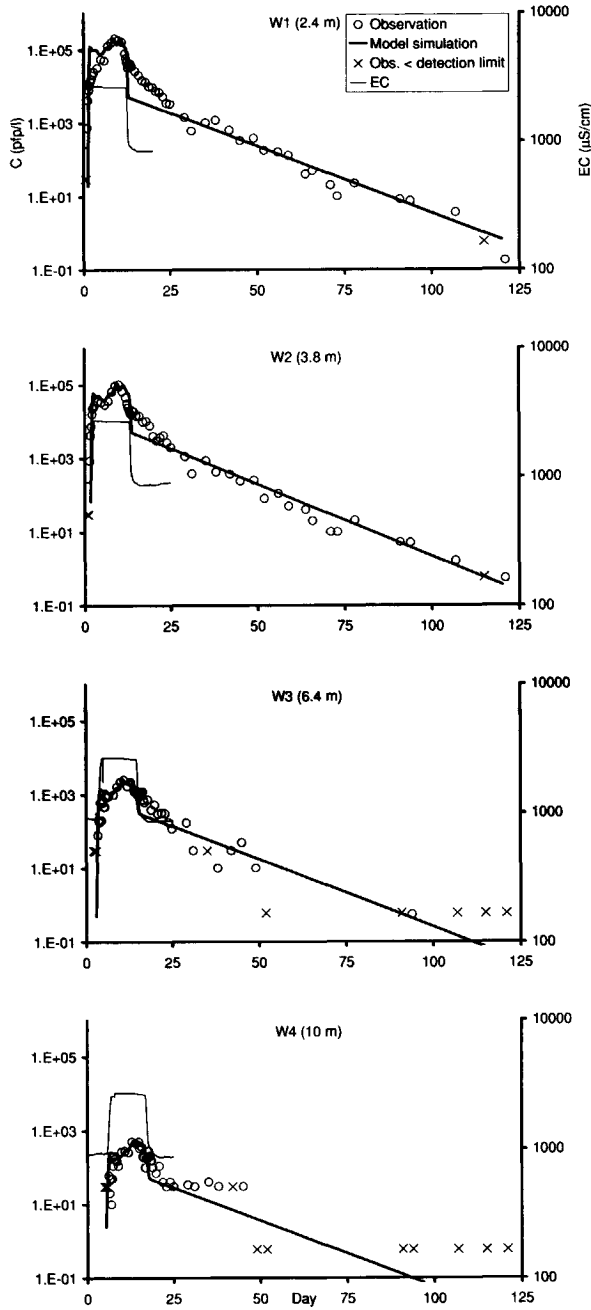 W1 (2.4 m)
○ Observation
Model simulation
× Obs. < detection limit
EC
C (pfp/l)
EC (µS/cm)
1.E+05
1.E+03
1.E+01
1.E-01
10000
1000
100
0 25 50 75 100 125
W2 (3.8 m)
1.E+05
1.E+03
1.E+01
1.E-01
10000
1000
100
0 25 50 75 100 125
W3 (6.4 m)
1.E+05
1.E+03
1.E+01
1.E-01
10000
1000
100
0 25 50 75 100 125
W4 (10 m)
1.E+05
1.E+03
1.E+01
1.E-01
10000
1000
100
0 25 50 Day 75 100 125